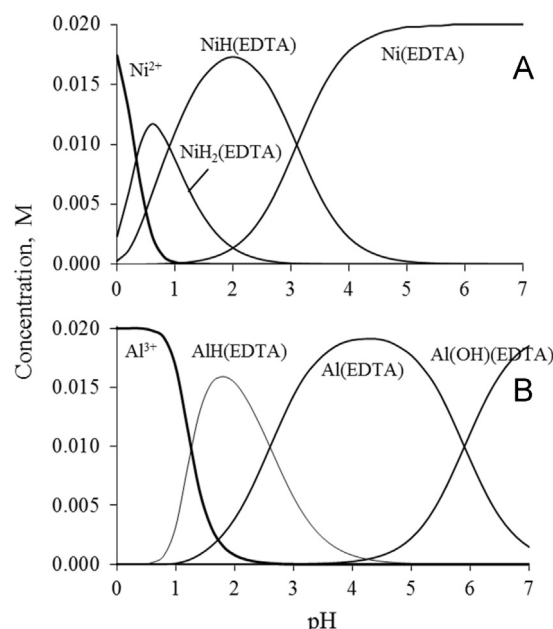 0.020
0.015
0.010
0.005
0.000
Ni²⁺
NiH(EDTA)
NiH₂(EDTA)
Ni(EDTA)
A
0 1 2 3 4 5 6 7
Concentration, M
0.020
0.015
0.010
0.005
0.000
Al³⁺
AlH(EDTA)
Al(EDTA)
Al(OH)(EDTA)
B
0 1 2 3 4 5 6 7
pH